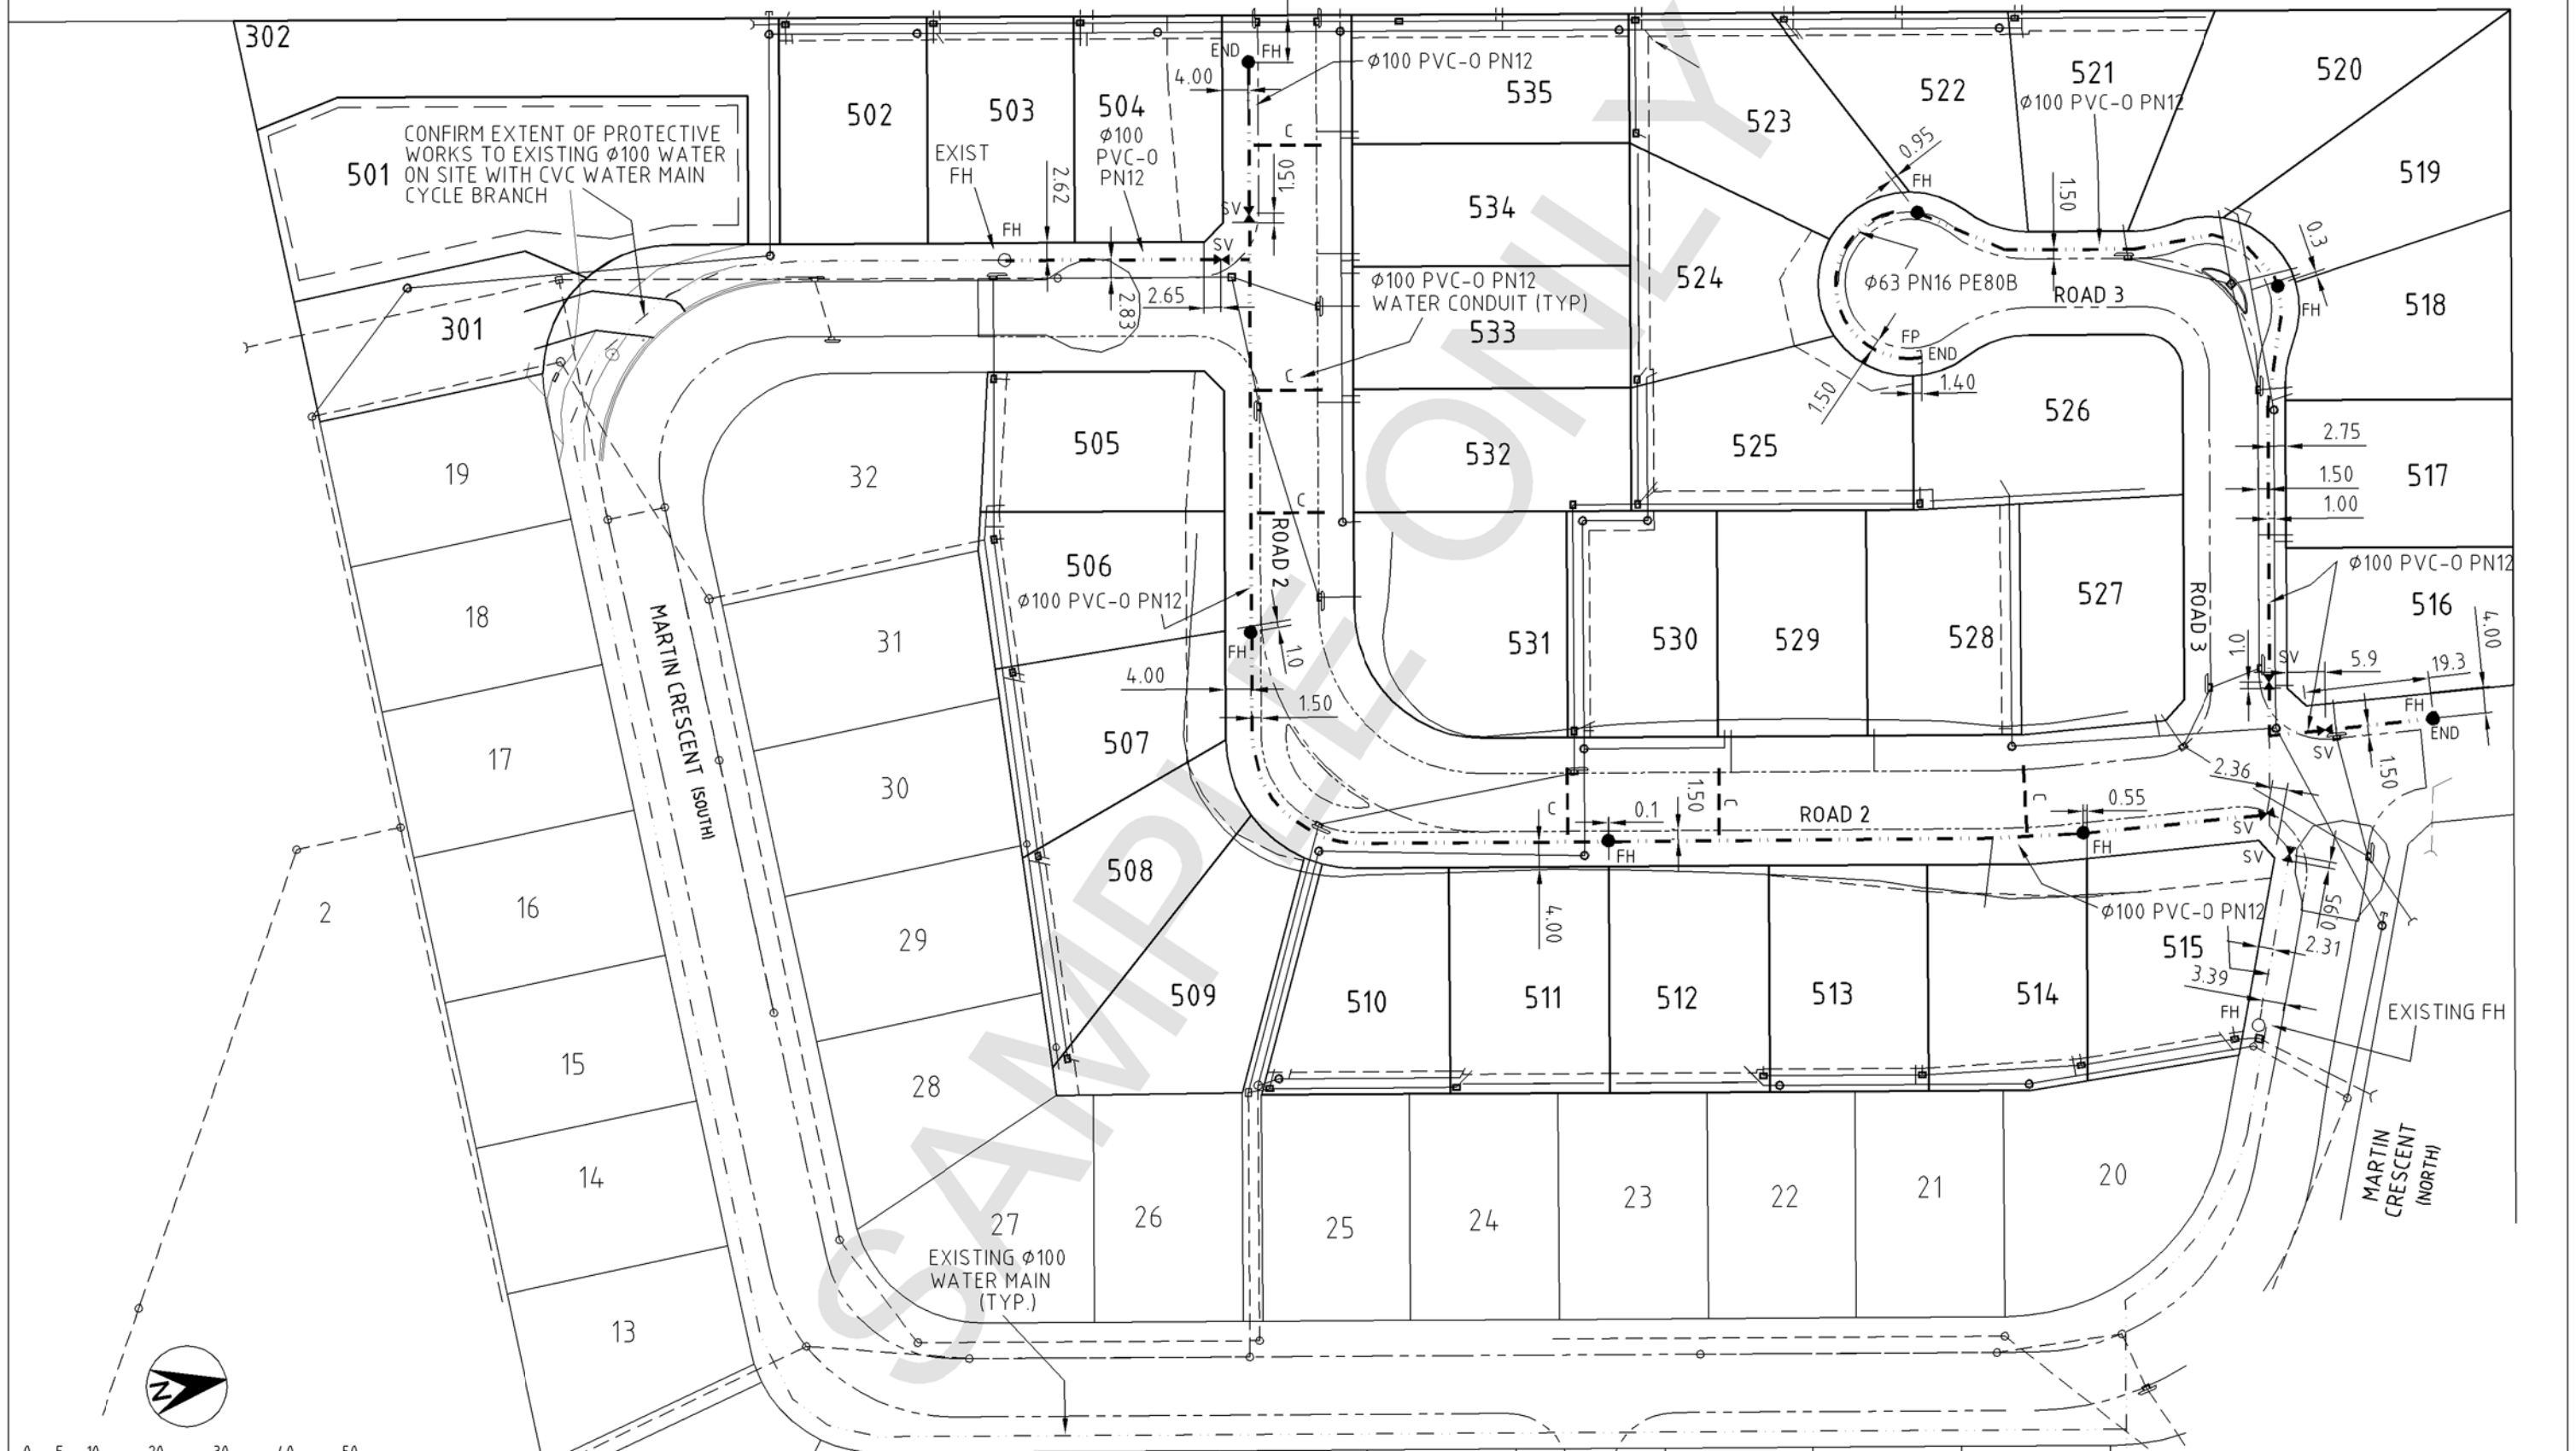 302
502
503
504
Ø100
PVC-O
PN12
END
FH
4.00
Ø100 PVC-O PN12
535
523
522
521
Ø100 PVC-O PN12
520
519
501
CONFIRM EXTENT OF PROTECTIVE
WORKS TO EXISTING Ø100 WATER
ON SITE WITH CVC WATER MAIN
CYCLE BRANCH
EXIST
FH
2.62
FH
SV
SV
C
1.50
534
0.95
FH
1.50
0.3
FH
518
301
2.65
2.83
Ø100 PVC-O PN12
WATER CONDUIT (TYP)
533
524
Ø63 PN16 PE80B
ROAD 3
FP
END
1.50
1.40
C
19
32
505
532
525
526
2.75
1.50
1.00
517
C
ROAD 2
18
31
506
Ø100 PVC-O PN12
FH
1.0
531
530
529
528
527
ROAD 3
Ø100 PVC-O PN12
516
4.00
1.0
SV
5.9
19.3
FH
END
SV
1.50
MARTIN CRESCENT (SOUTH)
17
30
4.00
1.50
507
2.36
C
0.1
1.50
C
ROAD 2
C
0.55
FH
FH
SV
SV
16
29
508
4.00
Ø100 PVC-O PN12
0.95
2
509
510
511
512
513
514
515
2.31
3.39
FH
EXISTING FH
15
28
14
27
26
25
24
23
22
21
20
MARTIN
CRESCENT
(NORTH)
EXISTING Ø100
WATER MAIN
(TYP.)
13
N
0 5 10 20 30 40 50
SAMPLE ONLY